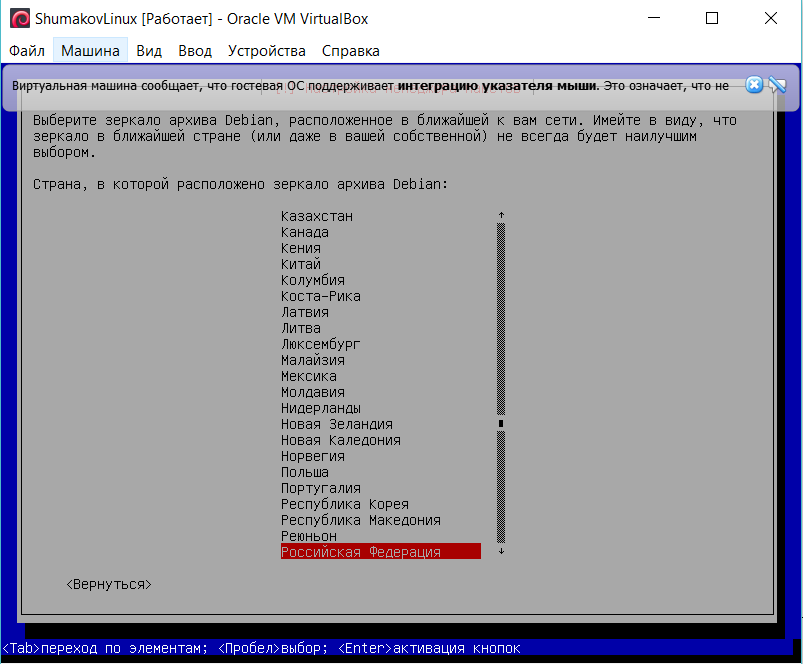 ShumakovLinux [Работает] - Oracle VM VirtualBox
Файл Машина Вид Ввод Устройства Справка
Виртуальная машина сообщает, что гостевая ОС поддерживает интеграцию указателя мыши. Это означает, что не
Выберите зеркало архива Debian, расположенное в ближайшей к вам сети. Имейте в виду, что
зеркало в ближайшей стране (или даже в вашей собственной) не всегда будет наилучшим
выбором.
Страна, в которой расположено зеркало архива Debian:
Казахстан
Канада
Кения
Китай
Колумбия
Коста-Рика
Латвия
Литва
Люксембург
Малайзия
Мексика
Молдавия
Нидерланды
Новая Зеландия
Новая Каледония
Норвегия
Польша
Португалия
Республика Корея
Республика Македония
Реюньон
Российская Федерация
<Вернуться>
<Tab>переход по элементам; <Пробел>выбор; <Enter>активация кнопок